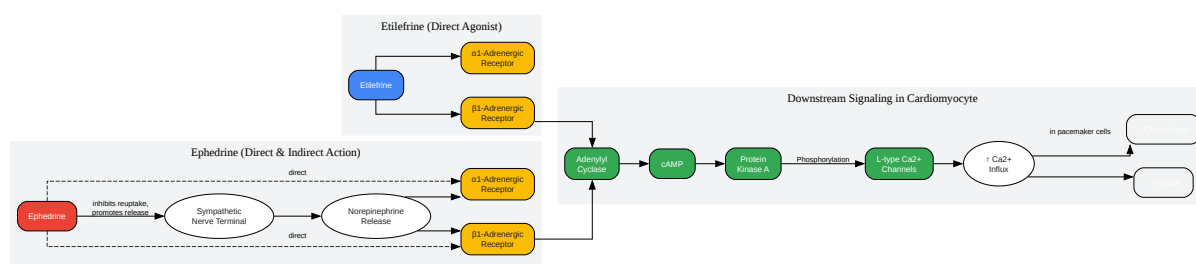 Etilefrine (Direct Agonist)
Etilefrine
α1-Adrenergic
Receptor
β1-Adrenergic
Receptor
Ephedrine (Direct & Indirect Action)
Ephedrine
direct
inhibits reuptake,
promotes release
Sympathetic
Nerve Terminal
Norepinephrine
Release
direct
α1-Adrenergic
Receptor
β1-Adrenergic
Receptor
Downstream Signaling in Cardiomyocyte
Adenylyl
Cyclase
cAMP
Protein
Kinase A
Phosphorylation
L-type Ca2+
Channels
↑ Ca2+
Influx
in pacemaker cells